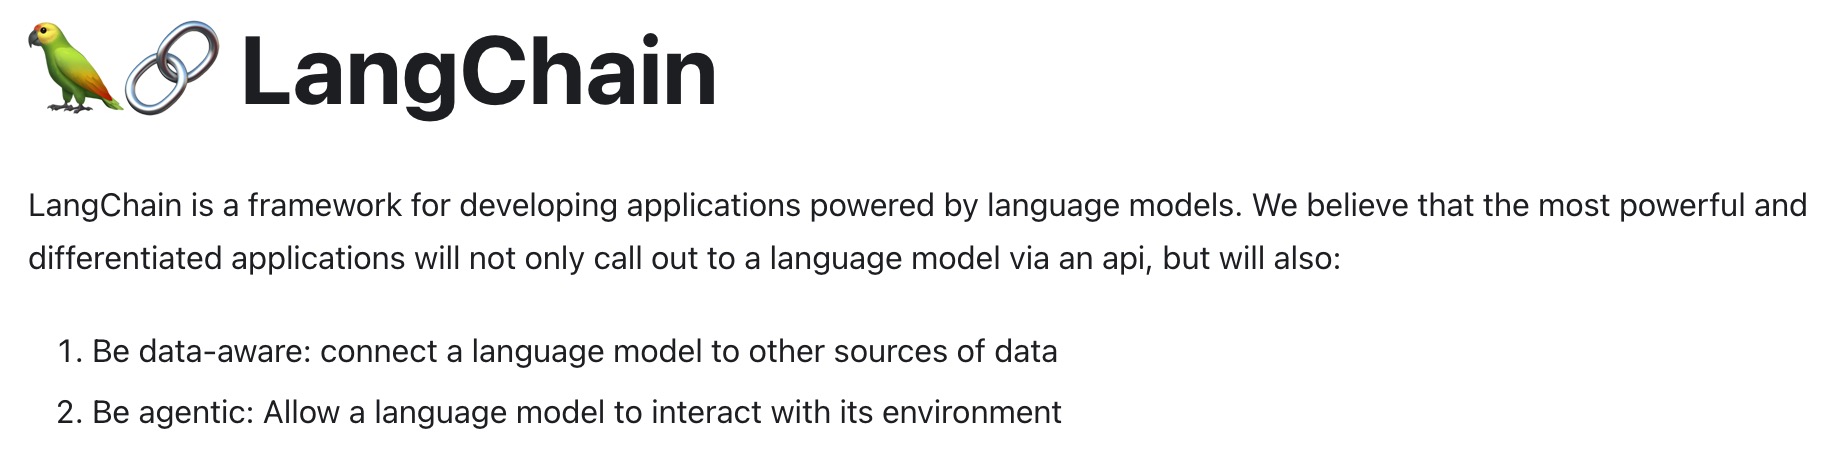 🦜🔗 LangChain
LangChain is a framework for developing applications powered by language models. We believe that the most powerful and
differentiated applications will not only call out to a language model via an api, but will also:
1. Be data-aware: connect a language model to other sources of data
2. Be agentic: Allow a language model to interact with its environment